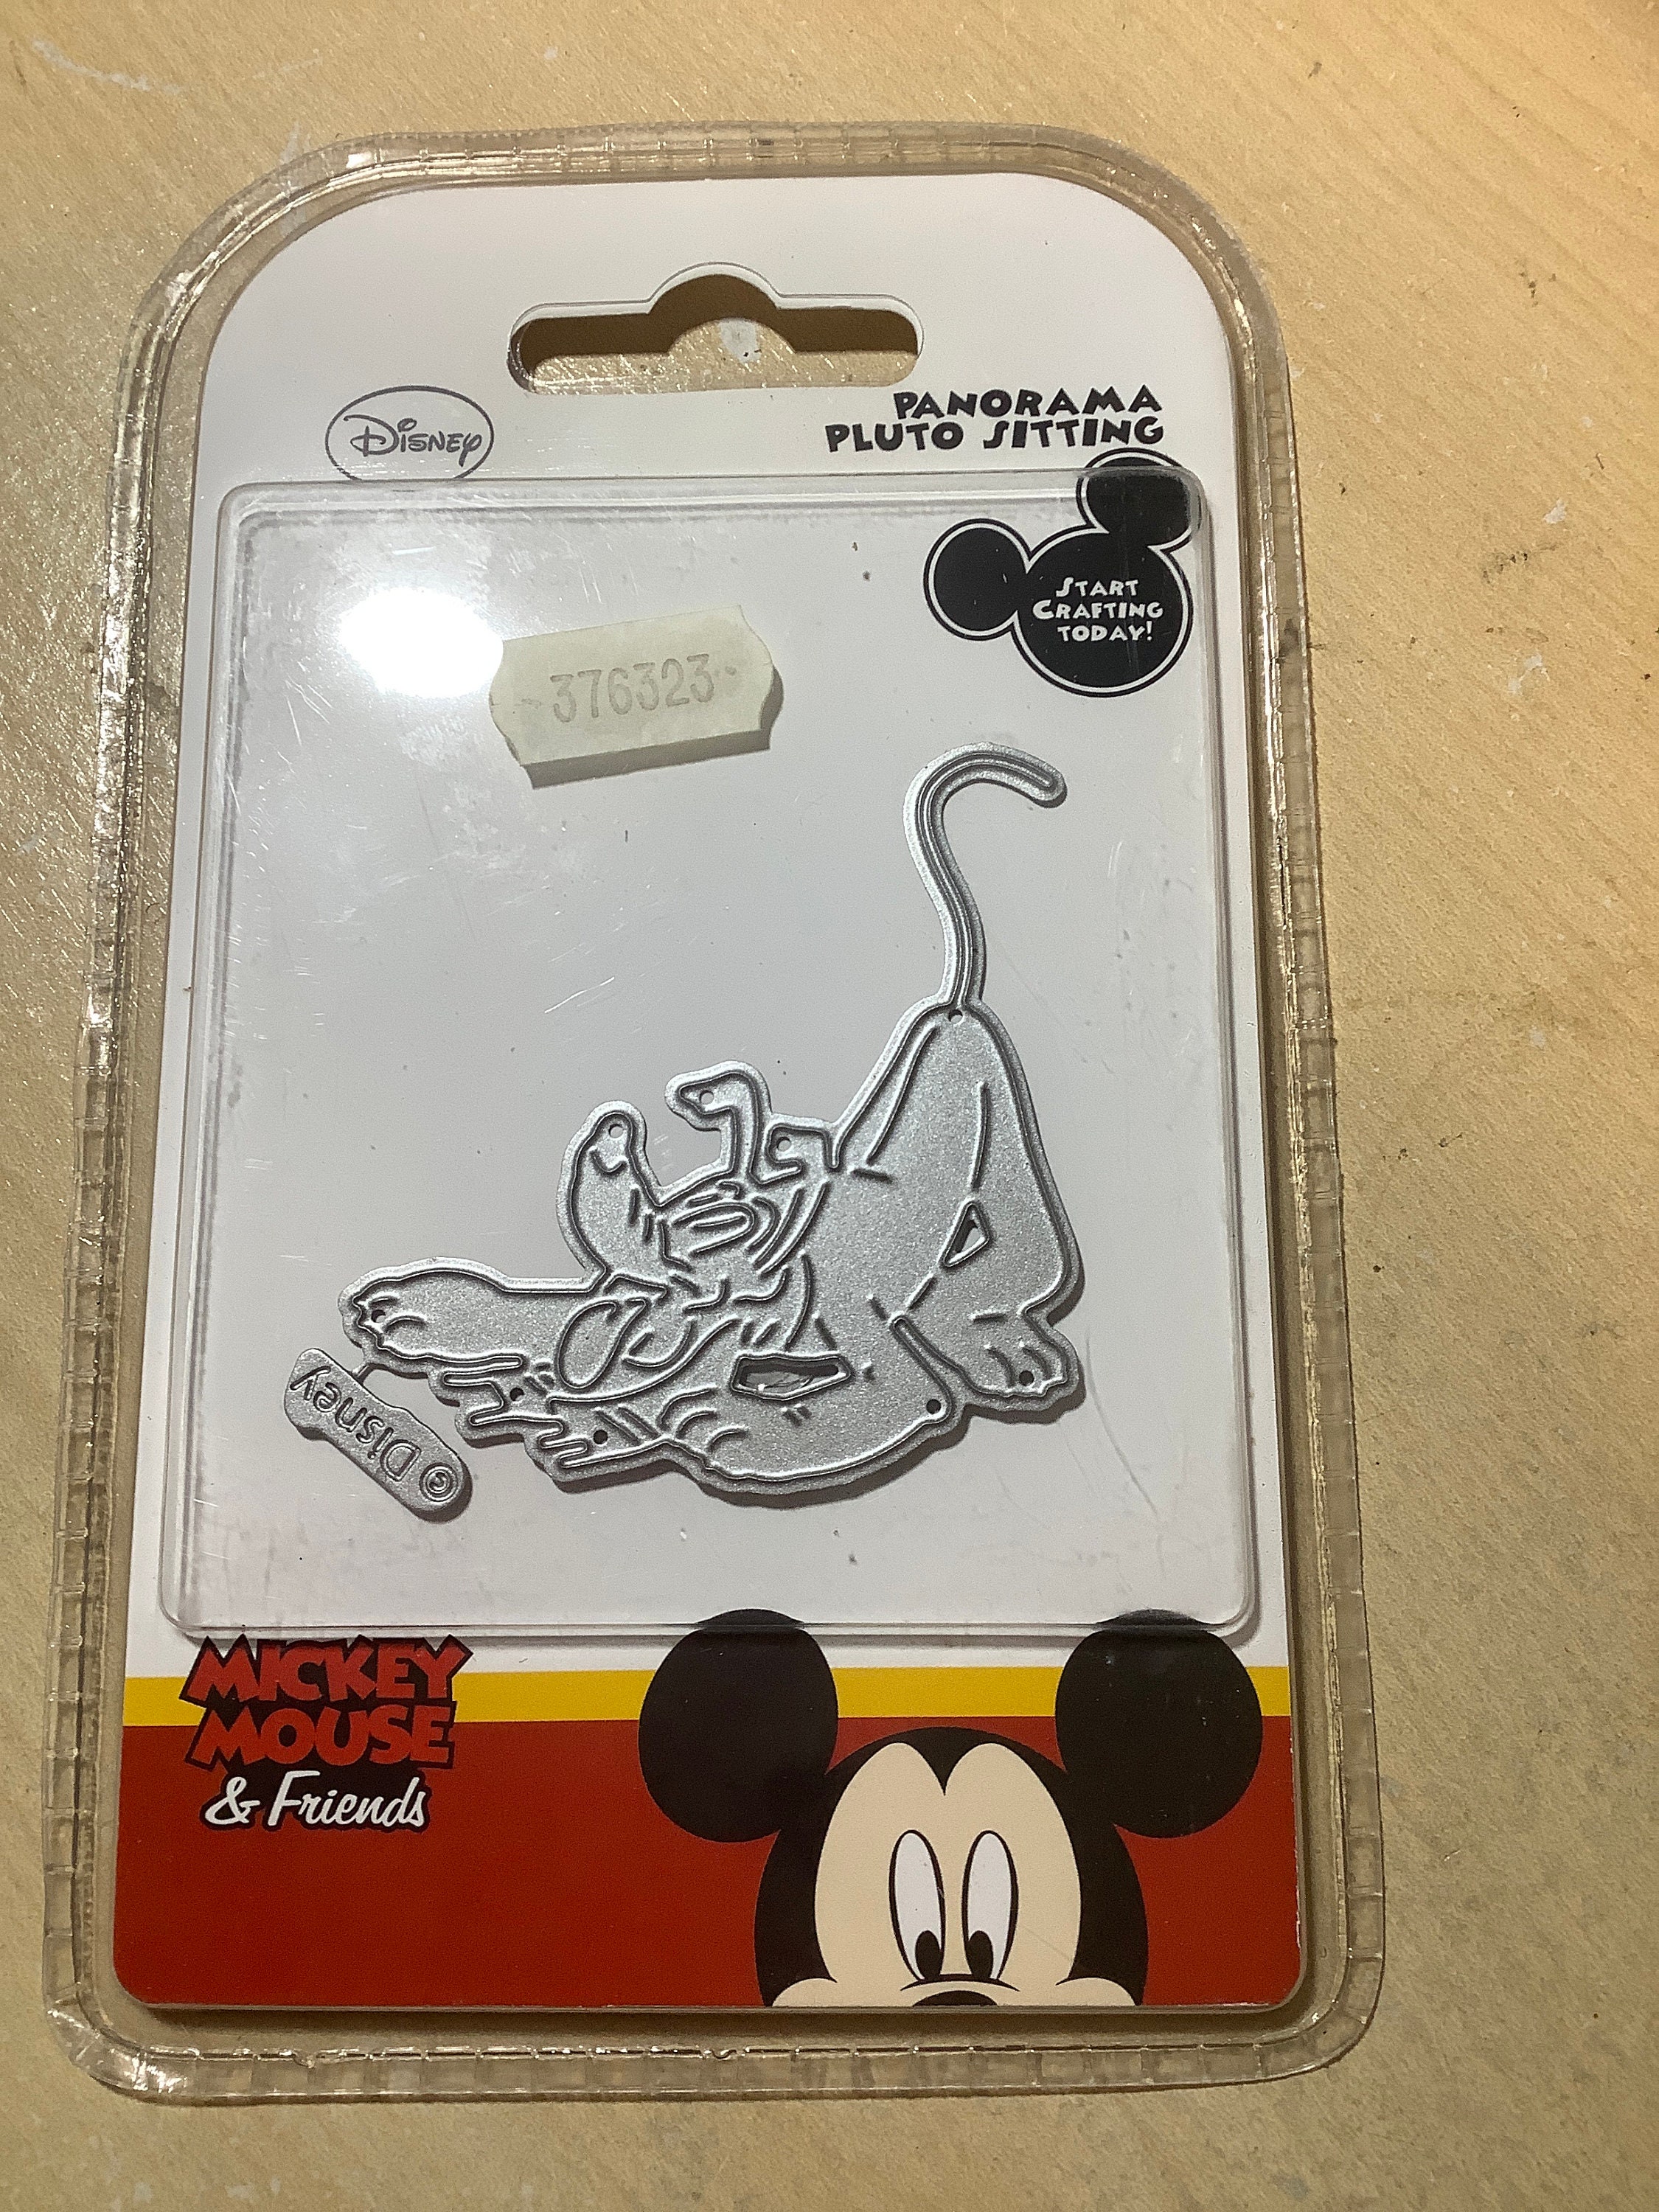 Disney
PANORAMA
PLUTO SITTING
START
CRAFTING
TODAY!
376323
© Disney
MICKEY
MOUSE
& Friends